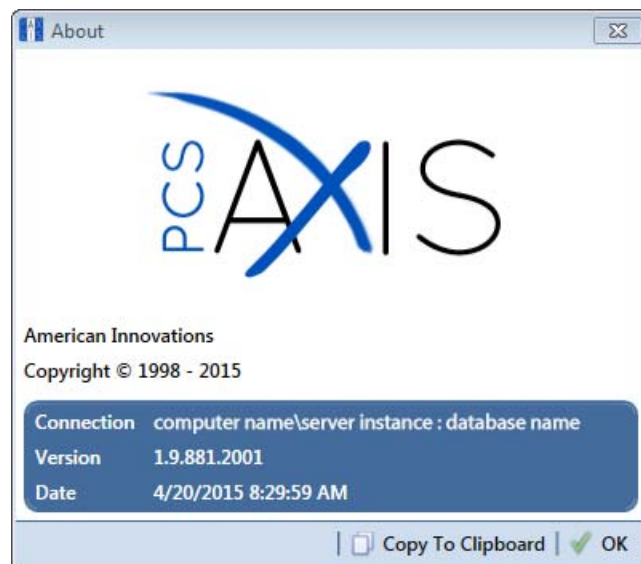 About
PCS AXIS
American Innovations
Copyright © 1998 - 2015
Connection computer name\server instance : database name
Version 1.9.881.2001
Date 4/20/2015 8:29:59 AM
Copy To Clipboard OK